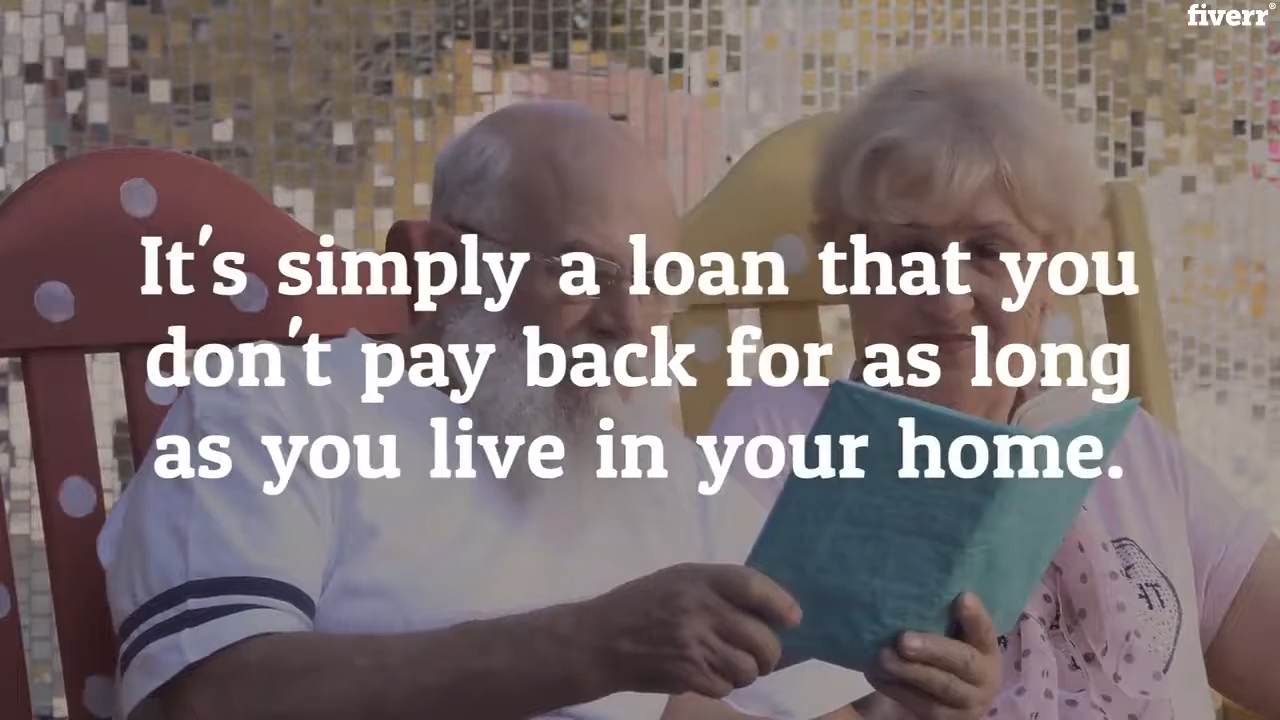 fiverr®
It's simply a loan that you
don't pay back for as long
as you live in your home.